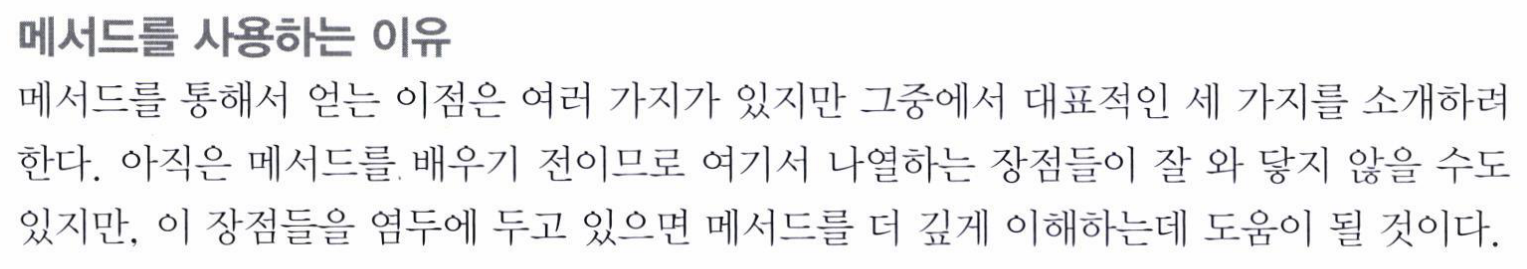 메서드를 사용하는 이유
메서드를 통해서 얻는 이점은 여러 가지가 있지만 그중에서 대표적인 세 가지를 소개하려
한다. 아직은 메서드를 배우기 전이므로 여기서 나열하는 장점들이 잘 와 닿지 않을 수도
있지만, 이 장점들을 염두에 두고 있으면 메서드를 더 깊게 이해하는데 도움이 될 것이다.